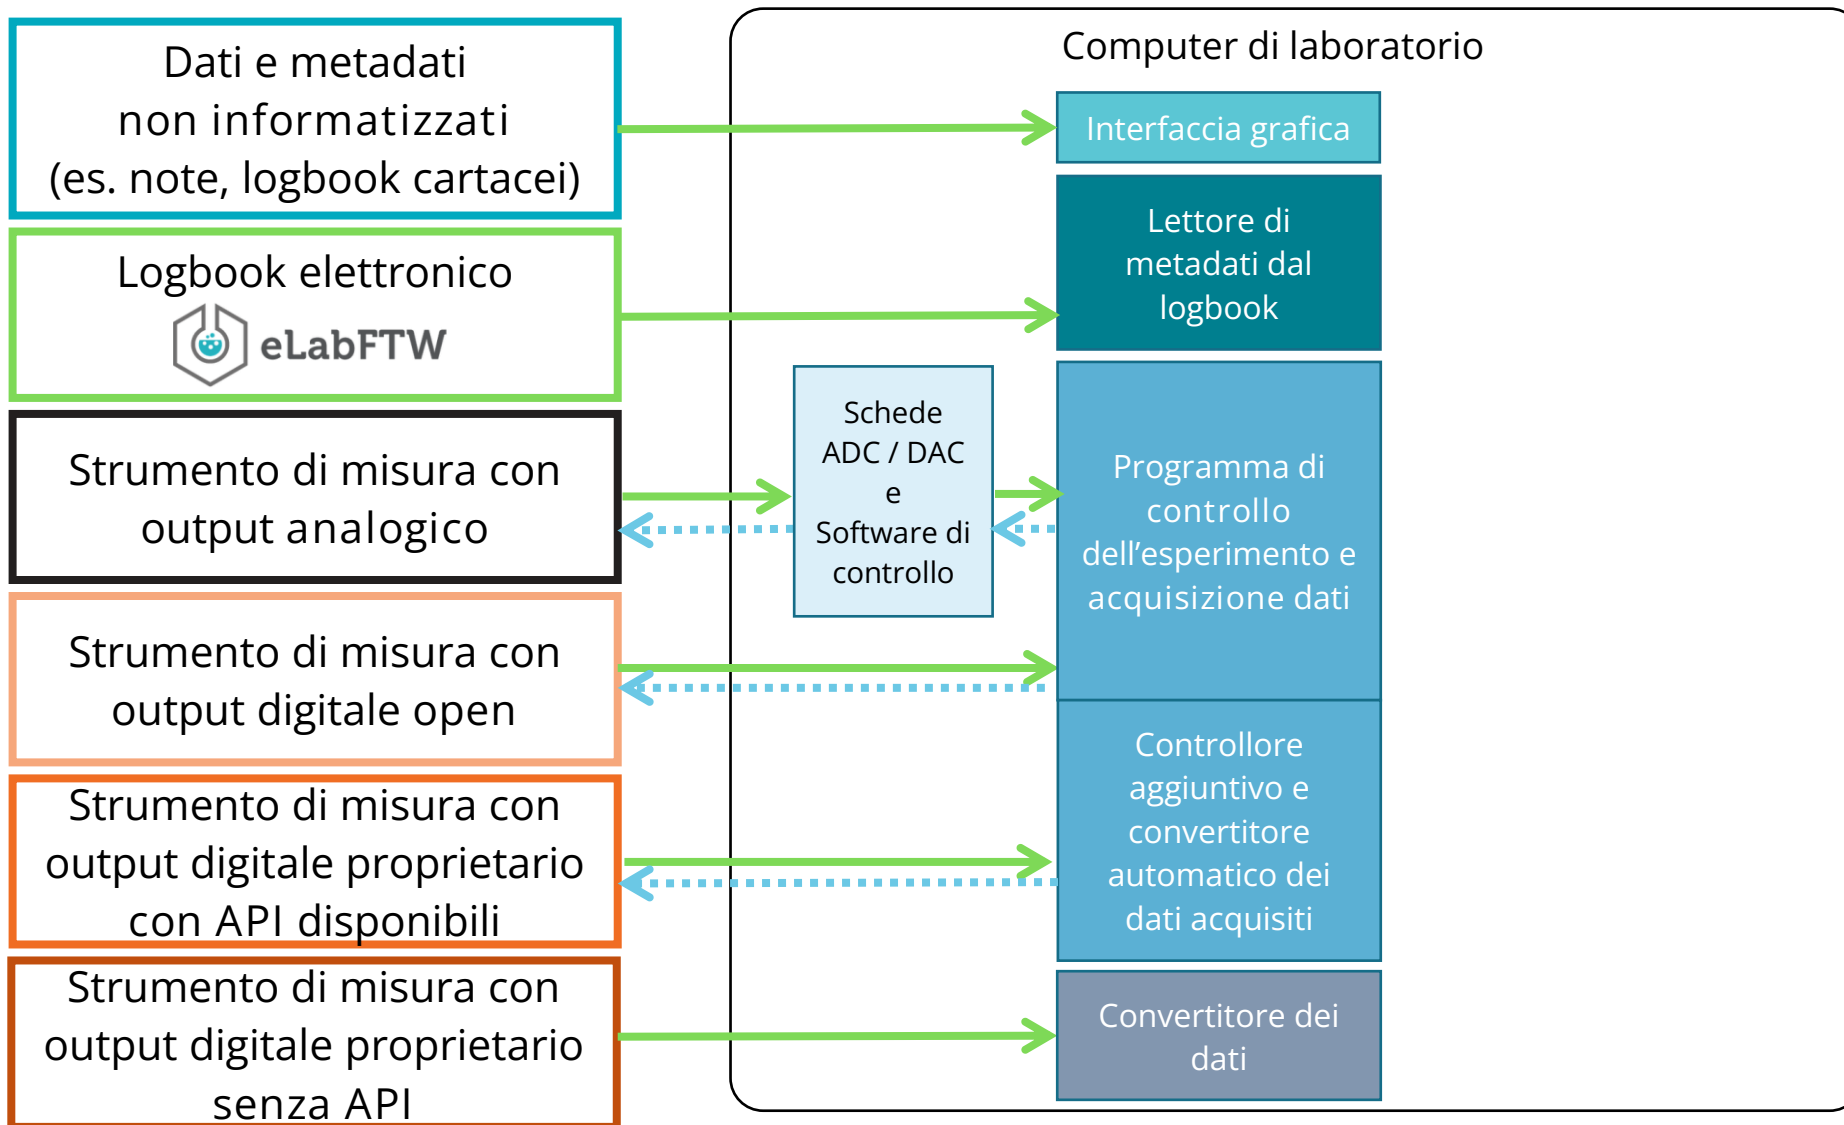 Dati e metadati
non informatizzati
(es. note, logbook cartacei)
Logbook elettronico
eLabFTW
Strumento di misura con
output analogico
Strumento di misura con
output digitale open
Strumento di misura con
output digitale proprietario
con API disponibili
Strumento di misura con
output digitale proprietario
senza API
Computer di laboratorio
Schede
ADC / DAC
e
Software di
controllo
Interfaccia grafica
Lettore di
metadati dal
logbook
Programma di
controllo
dell’esperimento e
acquisizione dati
Controllore
aggiuntivo e
convertitore
automatico dei
dati acquisiti
Convertitore dei
dati